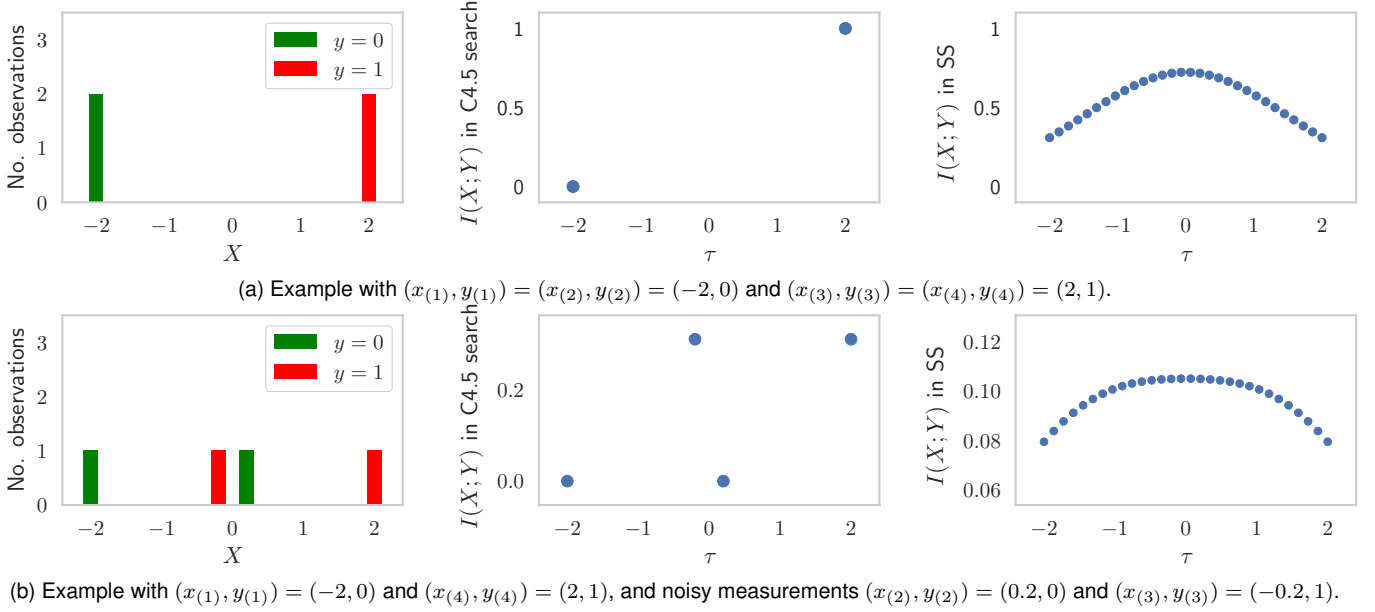 No. observations
3
2
1
0
−2 −1 0 1 2
X
y = 0
y = 1
I(X; Y) in C4.5 search
1
0.5
0
−2 −1 0 1 2
τ
I(X; Y) in SS
1
0.5
0
−2 −1 0 1 2
τ
(a) Example with (x(1), y(1)) = (x(2), y(2)) = (−2, 0) and (x(3), y(3)) = (x(4), y(4)) = (2, 1).
No. observations
3
2
1
0
−2 −1 0 1 2
X
y = 0
y = 1
I(X; Y) in C4.5 search
0.2
0.0
−2 −1 0 1 2
τ
I(X; Y) in SS
0.12
0.10
0.08
0.06
−2 −1 0 1 2
τ
(b) Example with (x(1), y(1)) = (−2, 0) and (x(4), y(4)) = (2, 1), and noisy measurements (x(2), y(2)) = (0.2, 0) and (x(3), y(3)) = (−0.2, 1).